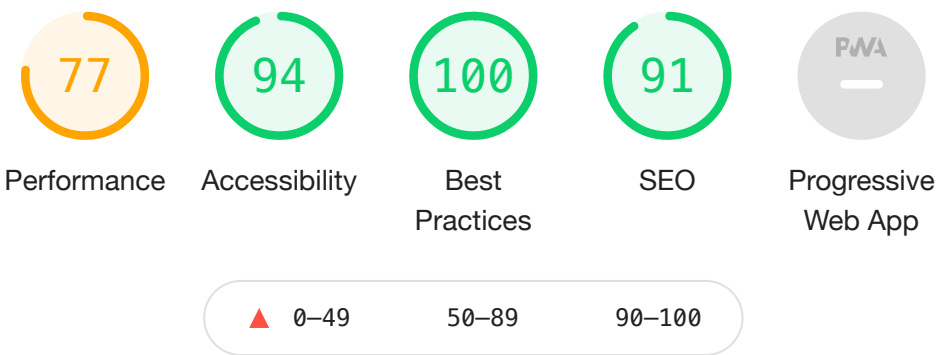 77 94 100 91 PWA
Performance Accessibility Best Practices SEO Progressive Web App
0–49 50–89 90–100